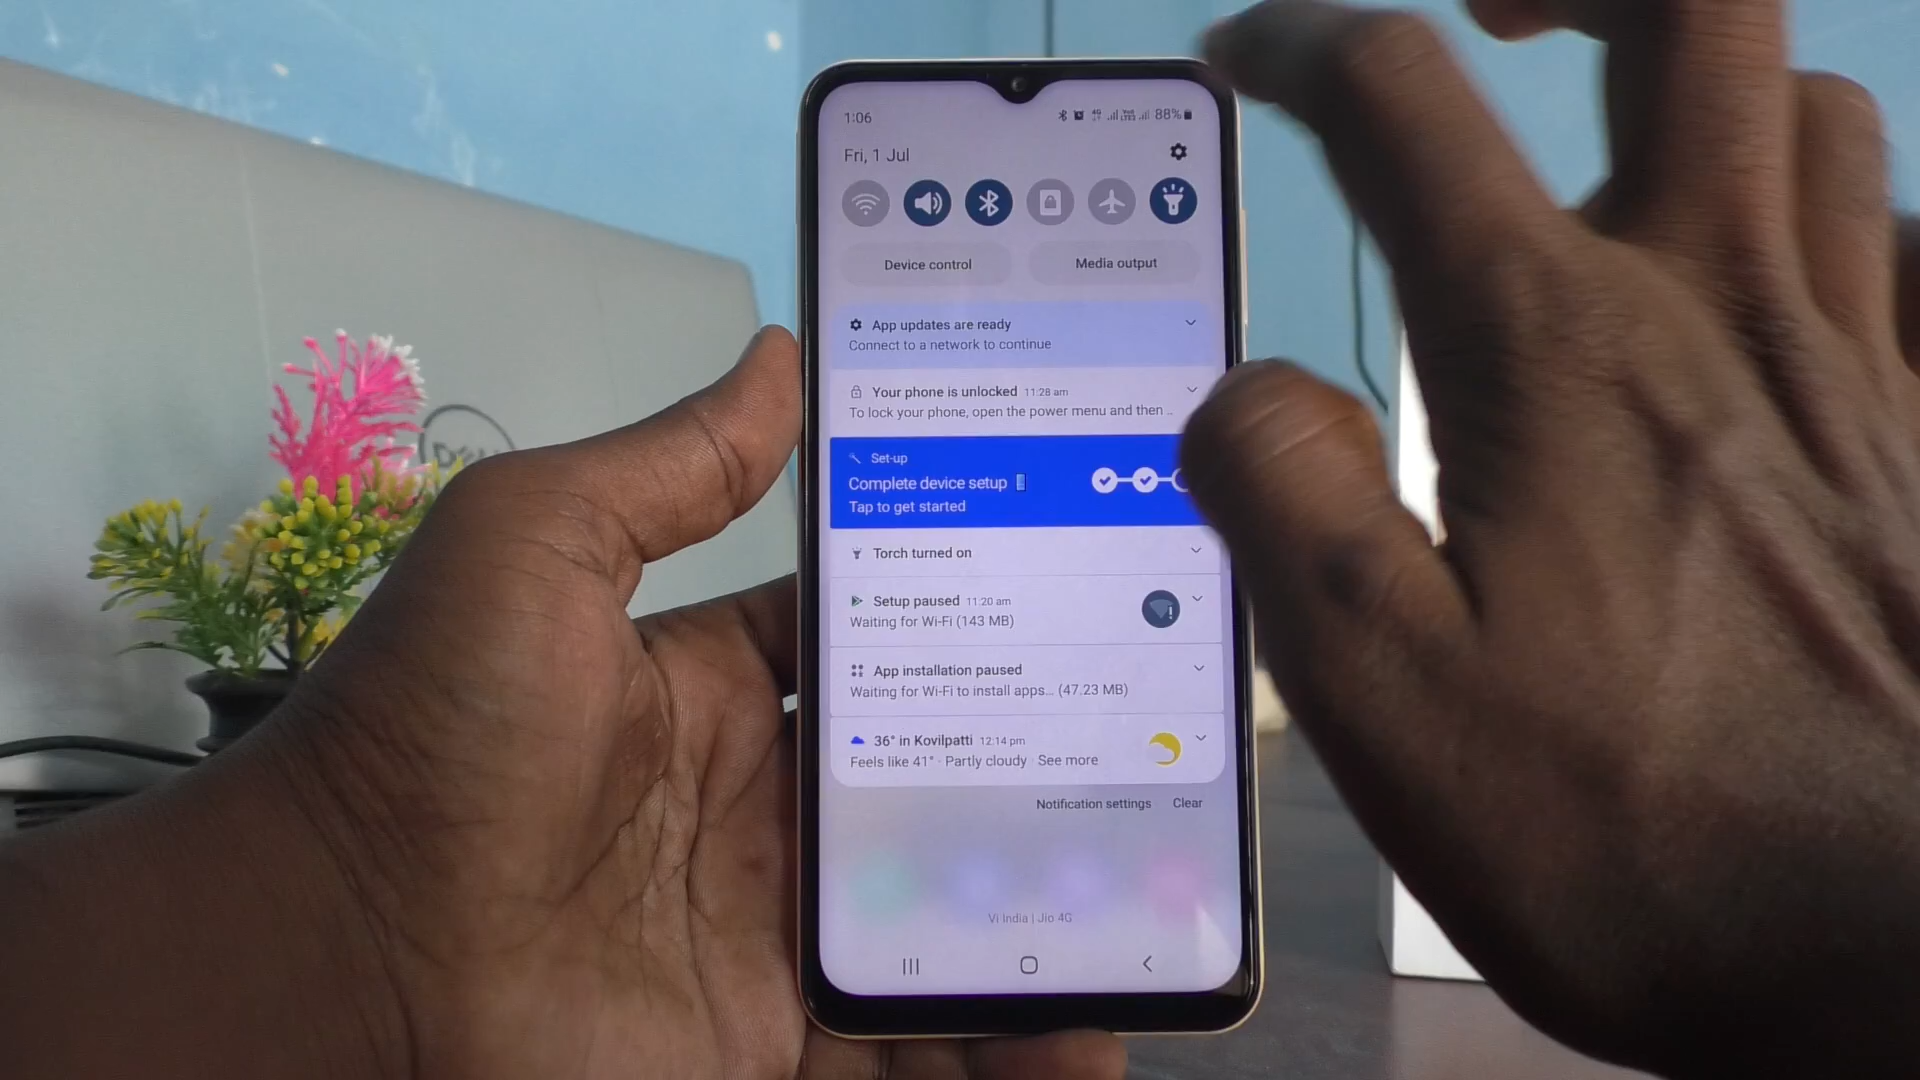 1:06
88%
Fri, 1 Jul
Device control
Media output
App updates are ready
Connect to a network to continue
Your phone is unlocked 11:28 am
To lock your phone, open the power menu and then ..
Set-up
Complete device setup
Tap to get started
Torch turned on
Setup paused 11:20 am
Waiting for Wi-Fi (143 MB)
App installation paused
Waiting for Wi-Fi to install apps... (47.23 MB)
36° in Kovilpatti 12:14 pm
Feels like 41° · Partly cloudy · See more
Notification settings
Clear
Vi India | Jio 4G